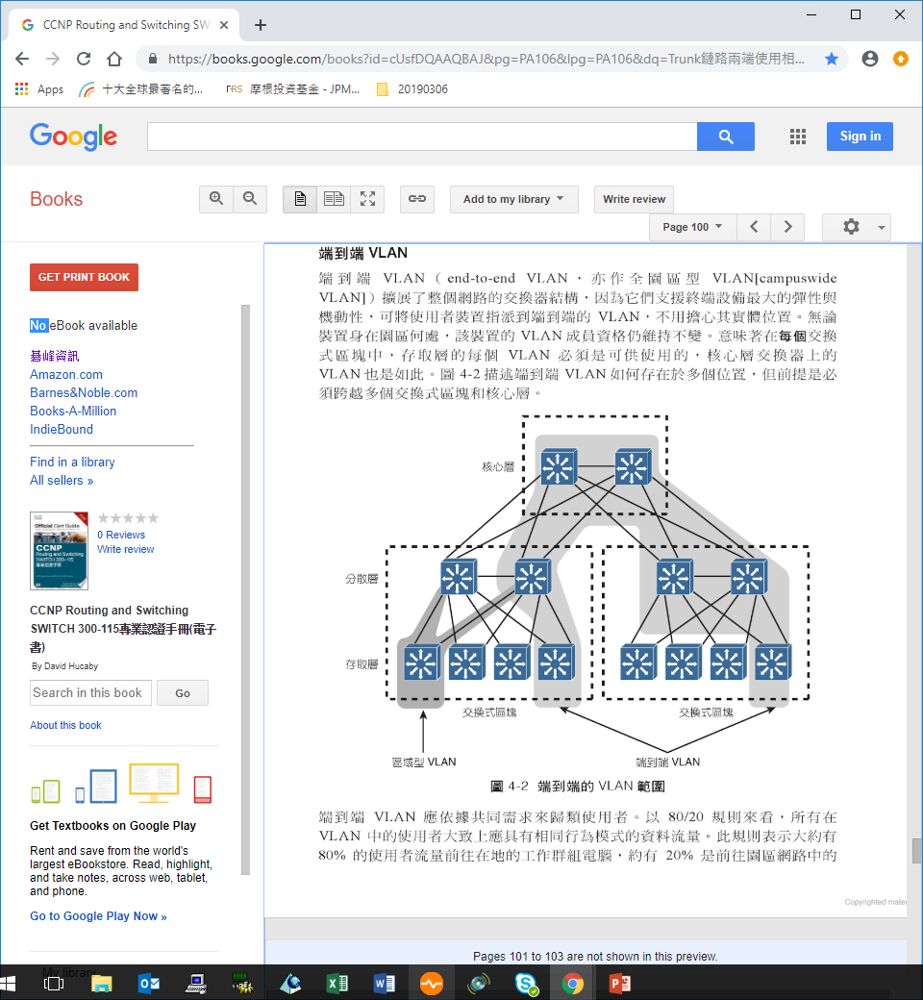 CCNP Routing and Switching SW
https://books.google.com/books?id=cUsfDQAAQBAJ&pg=PA106&lpg=PA106&dq=Trunk鏈路兩端使用相...
Apps 十大全球最著名的... FRS 摩根投資基金 - JPM... 20190306
Google
Sign in
Books
Add to my library
Write review
Page 100
GET PRINT BOOK
No eBook available
碁峰資訊
Amazon.com
Barnes&Noble.com
Books-A-Million
IndieBound
Find in a library
All sellers »
Official Cert Guide
CCNP
Routing and Switching
SWITCH 300-115
專業認證手冊
0 Reviews
Write review
CCNP Routing and Switching
SWITCH 300-115專業認證手冊(電子
書)
By David Hucaby
Search in this book
Go
About this book
Get Textbooks on Google Play
Rent and save from the world's
largest eBookstore. Read, highlight,
and take notes, across web, tablet,
and phone.
Go to Google Play Now »
My library
端到端 VLAN
端到端 VLAN（end-to-end VLAN，亦作全園區型 VLAN[campuswide
VLAN]）擴展了整個網路的交換器結構，因為它們支援終端設備最大的彈性與
機動性，可將使用者裝置指派到端到端的 VLAN，不用擔心其實體位置。無論
裝置身在園區何處，該裝置的 VLAN 成員資格仍維持不變。意味著在每個交換
式區塊中，存取層的每個 VLAN 必須是可供使用的，核心層交換器上的
VLAN 也是如此。圖 4-2 描述端到端 VLAN 如何存在於多個位置，但前提是必
須跨越多個交換式區塊和核心層。
核心層
分散層
存取層
交換式區塊
交換式區塊
區域型 VLAN
端到端 VLAN
圖 4-2 端到端的 VLAN 範圍
端到端 VLAN 應依據共同需求來歸類使用者。以 80/20 規則來看，所有在
VLAN 中的使用者大致上應具有相同行為模式的資料流量。此規則表示大約有
80% 的使用者流量前往在地的工作群組電腦，約有 20% 是前往園區網路中的
Copyrighted mater
Pages 101 to 103 are not shown in this preview.